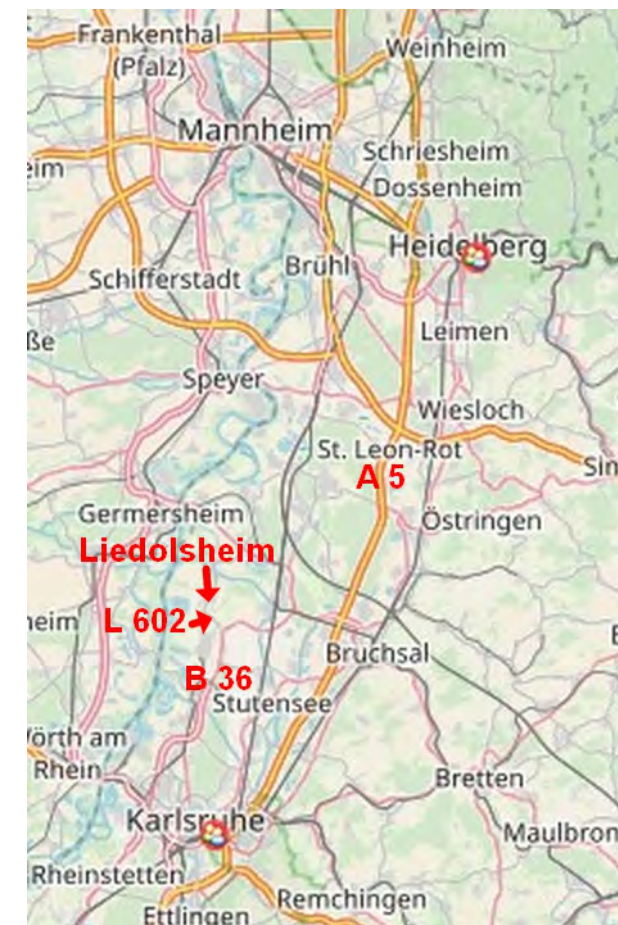 Frankenthal
(Pfalz)
Weinheim
Mannheim
eim
Schriesheim
Dossenheim
Heidelberg
Schifferstadt
Brühl
ße
Leimen
Speyer
Wiesloch
St. Leon-Rot
Sin
A 5
Germersheim
Östringen
Liedolsheim
heim
L 602
E
Bruchsal
B 36
Stutensee
örth am
Rhein
Bretten
Karlsruhe
Maulbron
Rheinstetten
Remchingen
Ettlingen